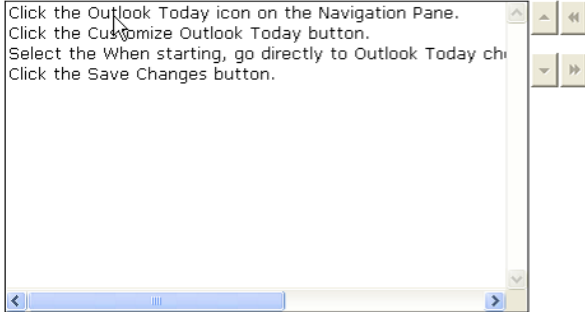 Click the Outlook Today icon on the Navigation Pane.
Click the Customize Outlook Today button.
Select the When starting, go directly to Outlook Today
Click the Save Changes button.